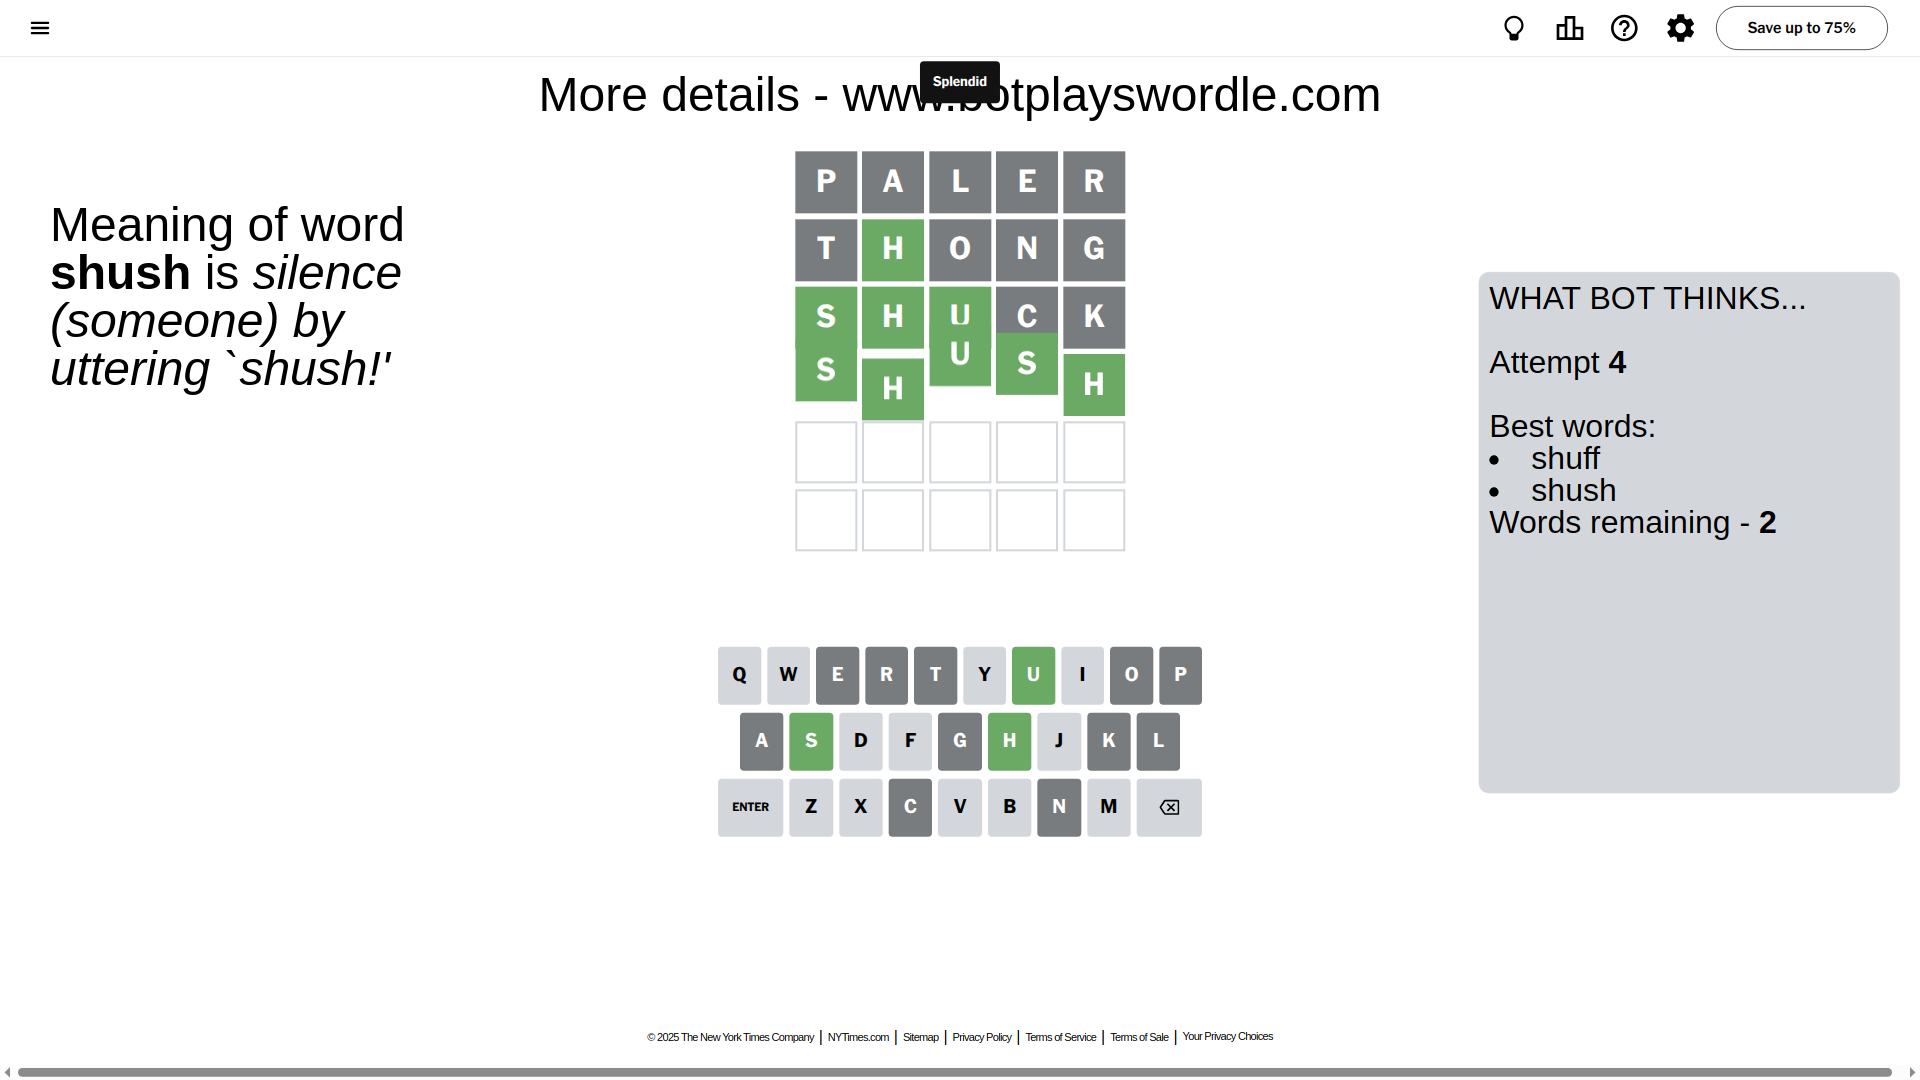 Save up to 75%
Splendid
More details - www.botplayswordle.com
Meaning of word
shush is silence
(someone) by
uttering `shush!'
P A L E R
T H O N G
S H U C K
S H U S H
WHAT BOT THINKS...
Attempt 4
Best words:
• shuff
• shush
Words remaining - 2
Q W E R T Y U I O P
A S D F G H J K L
ENTER Z X C V B N M
© 2025 The New York Times Company | NYTimes.com | Sitemap | Privacy Policy | Terms of Service | Terms of Sale | Your Privacy Choices